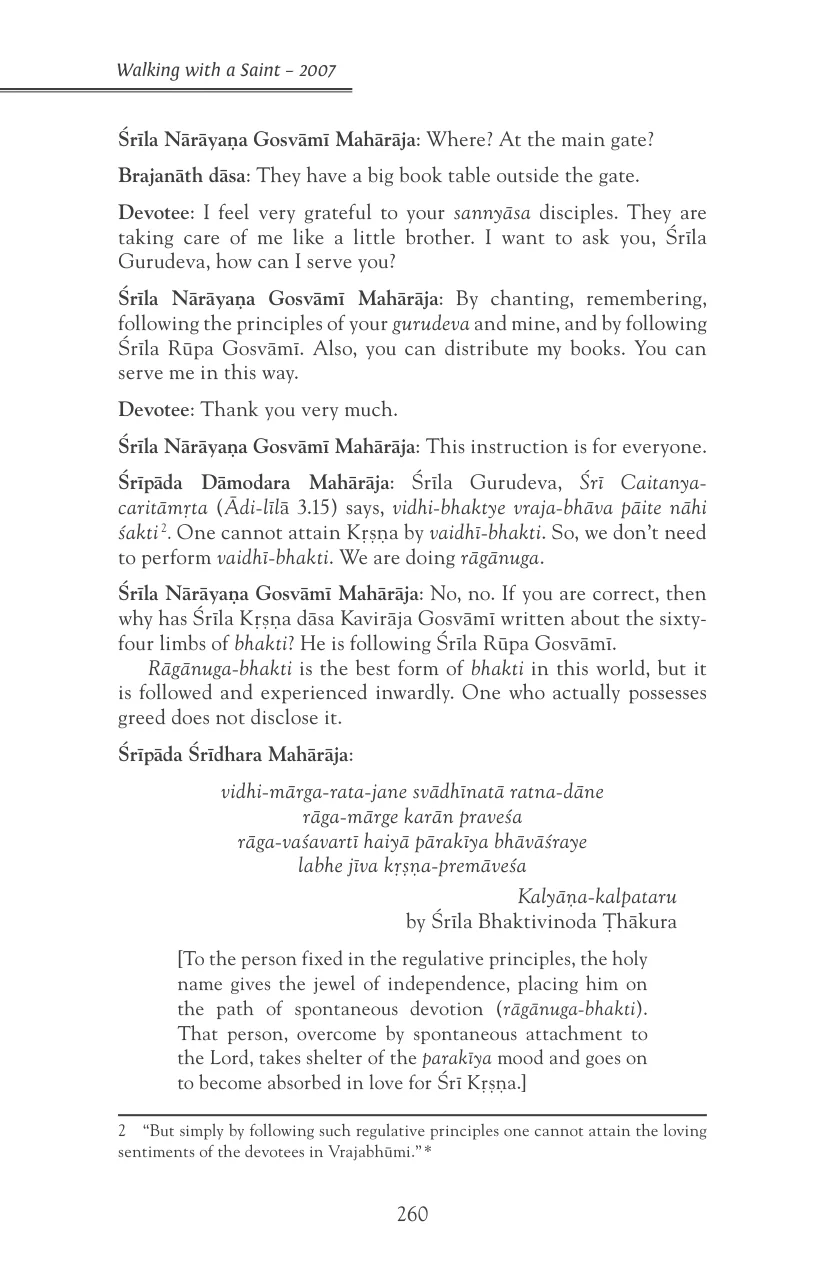 Walking with a Saint – 2007
Śrīla Nārāyaṇa Gosvāmī Mahārāja: Where? At the main gate?
Brajanāth dāsa: They have a big book table outside the gate.
Devotee: I feel very grateful to your sannyāsa disciples. They are
taking care of me like a little brother. I want to ask you, Śrīla
Gurudeva, how can I serve you?
Śrīla Nārāyaṇa Gosvāmī Mahārāja: By chanting, remembering,
following the principles of your gurudeva and mine, and by following
Śrīla Rūpa Gosvāmī. Also, you can distribute my books. You can
serve me in this way.
Devotee: Thank you very much.
Śrīla Nārāyaṇa Gosvāmī Mahārāja: This instruction is for everyone.
Śrīpāda Dāmodara Mahārāja: Śrīla Gurudeva, Śrī Caitanya-
caritāmṛta (Ādi-līlā 3.15) says, vidhi-bhaktye vraja-bhāva pāite nāhi
śakti 2. One cannot attain Kṛṣṇa by vaidhī-bhakti. So, we don’t need
to perform vaidhī-bhakti. We are doing rāgānuga.
Śrīla Nārāyaṇa Gosvāmī Mahārāja: No, no. If you are correct, then
why has Śrīla Kṛṣṇa dāsa Kavirāja Gosvāmī written about the sixty-
four limbs of bhakti? He is following Śrīla Rūpa Gosvāmī.
Rāgānuga-bhakti is the best form of bhakti in this world, but it
is followed and experienced inwardly. One who actually possesses
greed does not disclose it.
Śrīpāda Śrīdhara Mahārāja:
vidhi-mārga-rata-jane svādhīnatā ratna-dāne
rāga-mārge karān praveśa
rāga-vaśavartī haiyā pārakīya bhāvāśraye
labhe jīva kṛṣṇa-premāveśa
Kalyāṇa-kalpataru
by Śrīla Bhaktivinoda Ṭhākura
[To the person fixed in the regulative principles, the holy
name gives the jewel of independence, placing him on
the path of spontaneous devotion (rāgānuga-bhakti).
That person, overcome by spontaneous attachment to
the Lord, takes shelter of the parakīya mood and goes on
to become absorbed in love for Śrī Kṛṣṇa.]
2 “But simply by following such regulative principles one cannot attain the loving
sentiments of the devotees in Vrajabhūmi.” *
260